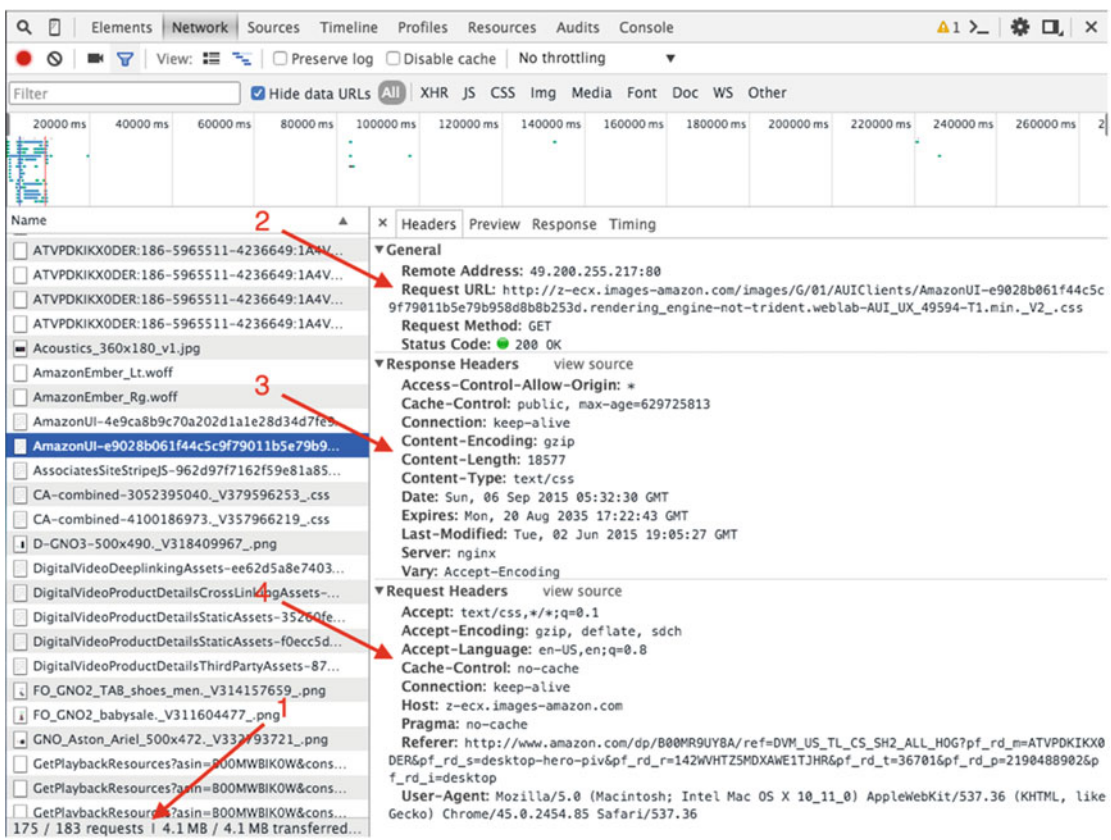 Elements Network Sources Timeline Profiles Resources Audits Console 1
View: Preserve log Disable cache No throttling
Filter Hide data URLs All XHR JS CSS Img Media Font Doc WS Other
20000 ms 40000 ms 60000 ms 80000 ms 100000 ms 120000 ms 140000 ms 160000 ms 180000 ms 200000 ms 220000 ms 240000 ms 260000 ms 2
Name
2
ATVPDKIKX0DER:186-5965511-4236649:1A4V...
ATVPDKIKX0DER:186-5965511-4236649:1A4V...
ATVPDKIKX0DER:186-5965511-4236649:1A4V...
ATVPDKIKX0DER:186-5965511-4236649:1A4V...
Acoustics_360x180_v1.jpg
AmazonEmber_Lt.woff
3
AmazonEmber_Rg.woff
AmazonUI-4e9ca8b9c70a202d1a1e28d34d7fe9...
AmazonUI-e9028b061f44c5c9f79011b5e79b9...
AssociatesSiteStripeJS-962d97f7162f59e81a85...
CA-combined-3052395040._V379596253_.css
CA-combined-4100186973._V357966219_.css
D-GNO3-500x490._V318409967_.png
DigitalVideoDeeplinkingAssets-ee62d5a8e7403...
4
DigitalVideoProductDetailsCrossLinkingAssets-...
DigitalVideoProductDetailsStaticAssets-35260fe...
DigitalVideoProductDetailsStaticAssets-f0ecc5d...
DigitalVideoProductDetailsThirdPartyAssets-87...
FO_GNO2_TAB_shoes_men._V314157659_.png
1
FO_GNO2_babysale._V311604477_.png
GNO_Aston_Ariel_500x472._V332793721_.png
GetPlaybackResources?asin=B00MWBIK0W&cons...
GetPlaybackResources?asin=B00MWBIK0W&cons...
GetPlaybackResources?asin=B00MWBIK0W&cons...
175 / 183 requests | 4.1 MB / 4.1 MB transferred...
× Headers Preview Response Timing
General
Remote Address: 49.200.255.217:80
Request URL: http://z-ecx.images-amazon.com/images/G/01/AUIClients/AmazonUI-e9028b061f44c5c
9f79011b5e79b958d8b8b253d.rendering_engine-not-trident.weblab-AUI_UX_49594-T1.min._V2_.css
Request Method: GET
Status Code: 200 OK
Response Headers view source
Access-Control-Allow-Origin: *
Cache-Control: public, max-age=629725813
Connection: keep-alive
Content-Encoding: gzip
Content-Length: 18577
Content-Type: text/css
Date: Sun, 06 Sep 2015 05:32:30 GMT
Expires: Mon, 20 Aug 2035 17:22:43 GMT
Last-Modified: Tue, 02 Jun 2015 19:05:27 GMT
Server: nginx
Vary: Accept-Encoding
Request Headers view source
Accept: text/css,*/*;q=0.1
Accept-Encoding: gzip, deflate, sdch
Accept-Language: en-US,en;q=0.8
Cache-Control: no-cache
Connection: keep-alive
Host: z-ecx.images-amazon.com
Pragma: no-cache
Referer: http://www.amazon.com/dp/B00MR9UY8A/ref=DVM_US_TL_CS_SH2_ALL_HOG?pf_rd_m=ATVPDKIKX0
DER&pf_rd_s=desktop-hero-piv&pf_rd_r=142WVHTZ5MDXAWE1TJHR&pf_rd_t=36701&pf_rd_p=2190488902&p
f_rd_i=desktop
User-Agent: Mozilla/5.0 (Macintosh; Intel Mac OS X 10_11_0) AppleWebKit/537.36 (KHTML, like
Gecko) Chrome/45.0.2454.85 Safari/537.36